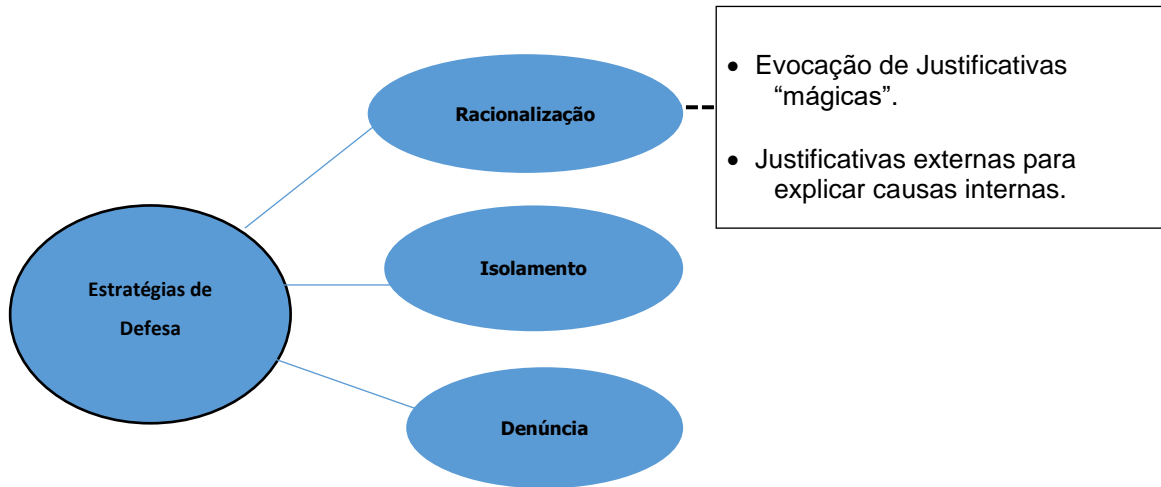 • Evocação de Justificativas
“mágicas”.
• Justificativas externas para
explicar causas internas.
Racionalização
Isolamento
Estratégias de
Defesa
Denúncia